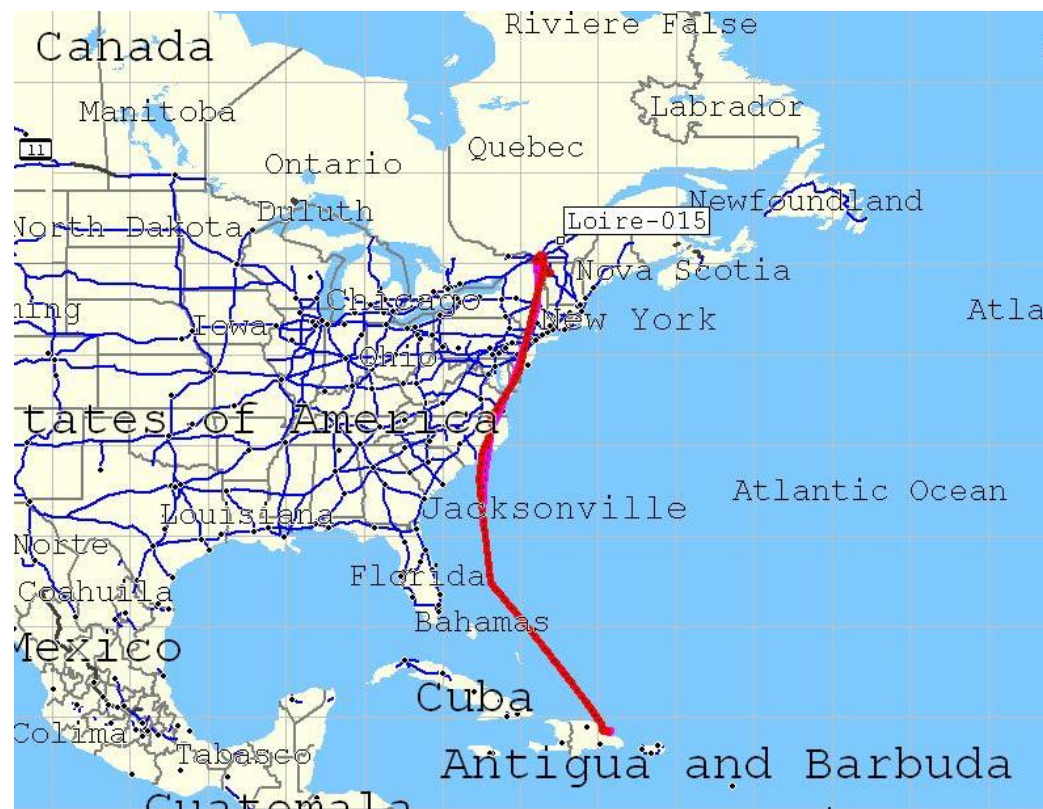 Riviere False
Canada
Manitoba
Labrador
11
Quebec
Ontario
Newfoundland
Duluth
Loire-015
North Dakota
Nova Scotia
Chicago
ning
Atla
Iowa
New York
Ohio
tates of America
Atlantic Ocean
Louisiana
Jacksonville
Norte
Florida
Coahuila
Bahamas
Mexico
Cuba
Colima
Tabasco
Antigua and Barbuda
Guatemala